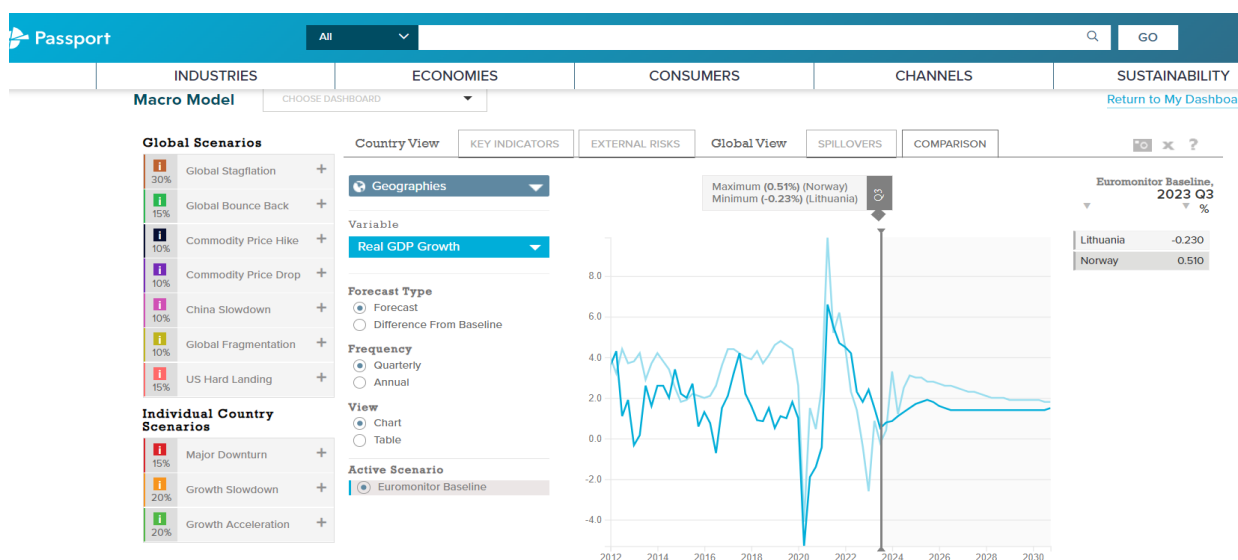 Passport
All
GO
INDUSTRIES
ECONOMIES
CONSUMERS
CHANNELS
SUSTAINABILITY
Macro Model
CHOOSE DASHBOARD
Return to My Dashboa
Global Scenarios
i
30%
Global Stagflation +
i
15%
Global Bounce Back +
i
10%
Commodity Price Hike +
i
10%
Commodity Price Drop +
i
10%
China Slowdown +
i
10%
Global Fragmentation +
i
15%
US Hard Landing +
Individual Country
Scenarios
i
15%
Major Downturn +
i
20%
Growth Slowdown +
i
20%
Growth Acceleration +
Country View
KEY INDICATORS
EXTERNAL RISKS
Global View
SPILLOVERS
COMPARISON
x ?
Geographies
Variable
Real GDP Growth
Forecast Type
Forecast
Difference From Baseline
Frequency
Quarterly
Annual
View
Chart
Table
Active Scenario
Euromonitor Baseline
Maximum (0.51%) (Norway)
Minimum (-0.23%) (Lithuania)
Q3
8.0
6.0
4.0
2.0
0.0
-2.0
-4.0
2012 2014 2016 2018 2020 2022 2024 2026 2028 2030
Euromonitor Baseline,
2023 Q3
%
Lithuania -0.230
Norway 0.510